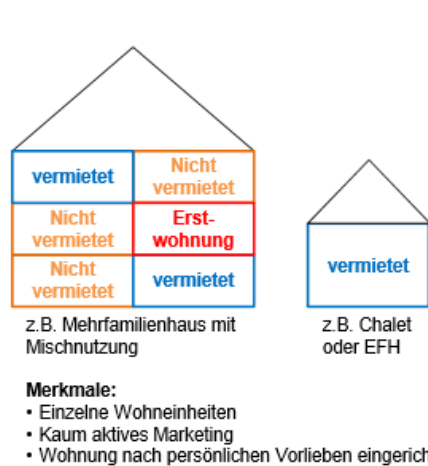 vermietet
Nicht
vermietet
Nicht
vermietet
Erst-
wohnung
Nicht
vermietet
vermietet
vermietet
z.B. Mehrfamilienhaus mit
Mischnutzung
z.B. Chalet
oder EFH
Merkmale:
• Einzelne Wohneinheiten
• Kaum aktives Marketing
• Wohnung nach persönlichen Vorlieben eingerich